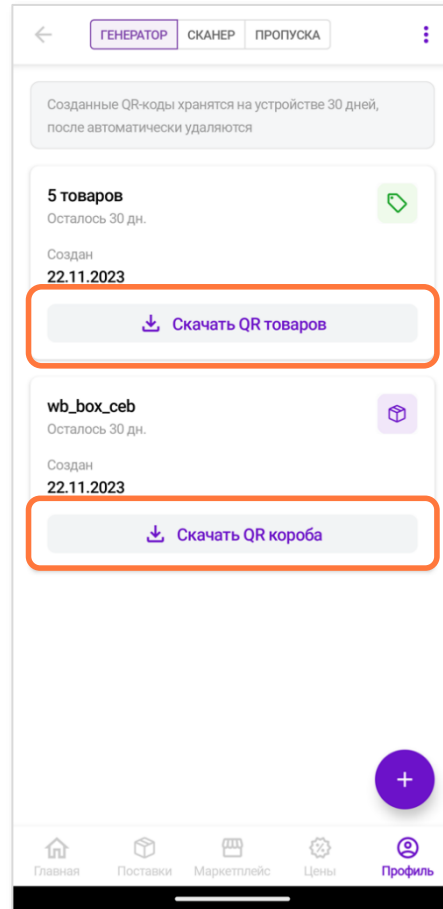 ГЕНЕРАТОР СКАНЕР ПРОПУСКА
Созданные QR-коды хранятся на устройстве 30 дней,
после автоматически удаляются
5 товаров
Осталось 30 дн.
Создан
22.11.2023
Скачать QR товаров
wb_box_ceb
Осталось 30 дн.
Создан
22.11.2023
Скачать QR короба
+
Главная Поставки Маркетплейс Цены Профиль